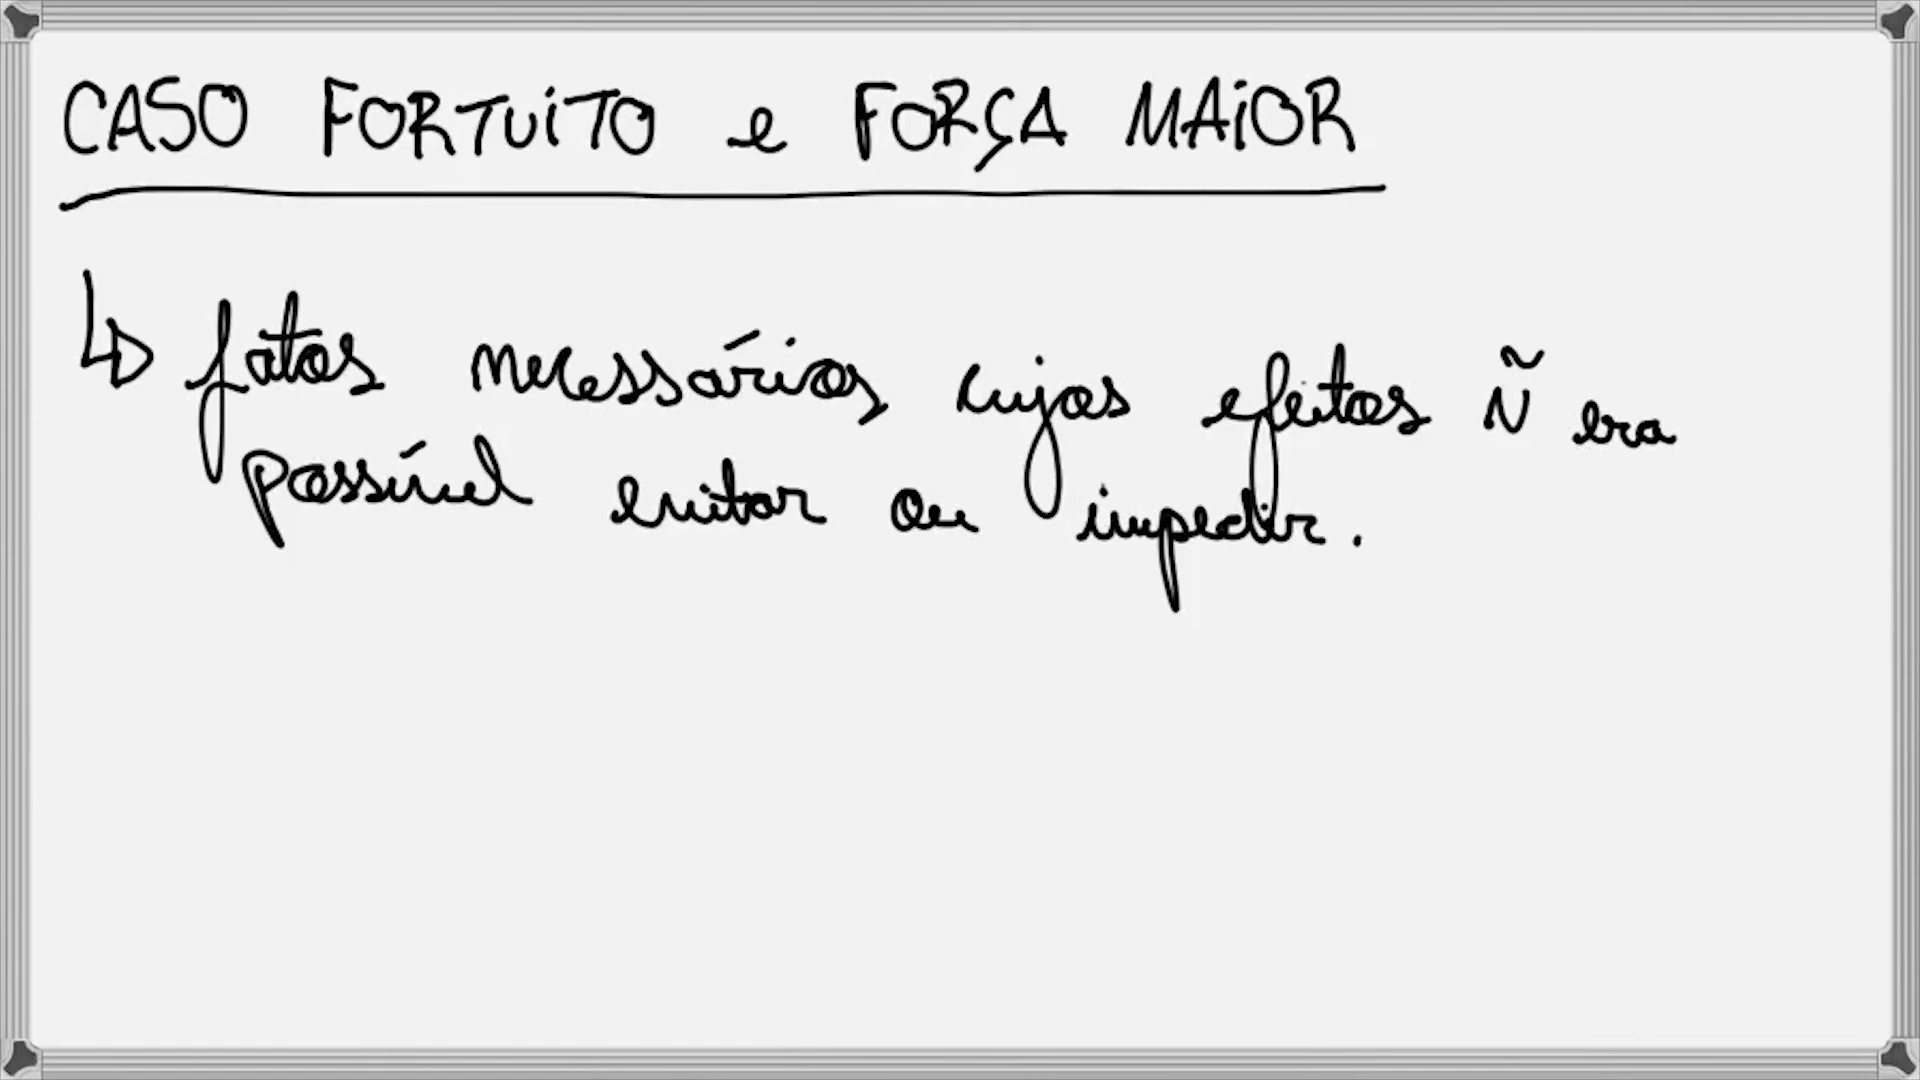 CASO FORTUITO e FORÇA MAIOR
↳ fatos necessários cujos efeitos ñ era
possível evitar ou impedir.